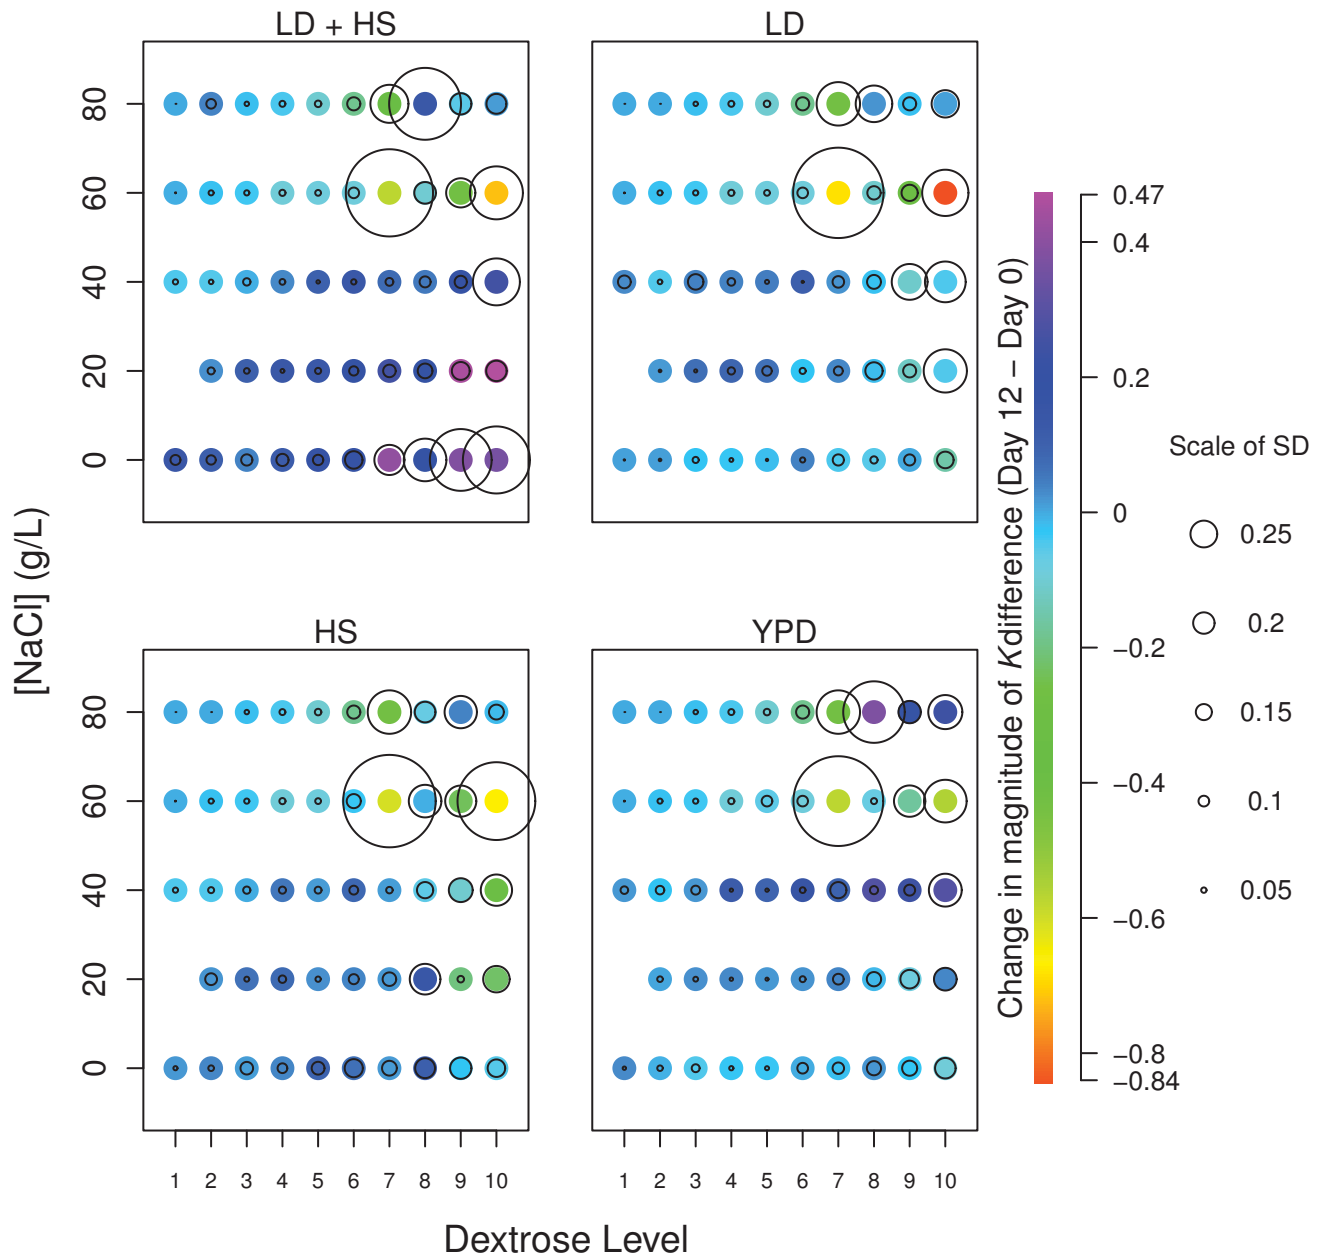 LD + HS
LD
80
60
40
20
0
HS
YPD
80
60
40
20
0
[NaCl] (g/L)
1 2 3 4 5 6 7 8 9 10
1 2 3 4 5 6 7 8 9 10
Dextrose Level
Change in magnitude of Kdifference (Day 12 − Day 0)
0.47
0.4
0.2
0
−0.2
−0.4
−0.6
−0.8
−0.84
Scale of SD
0.25
0.2
0.15
0.1
0.05